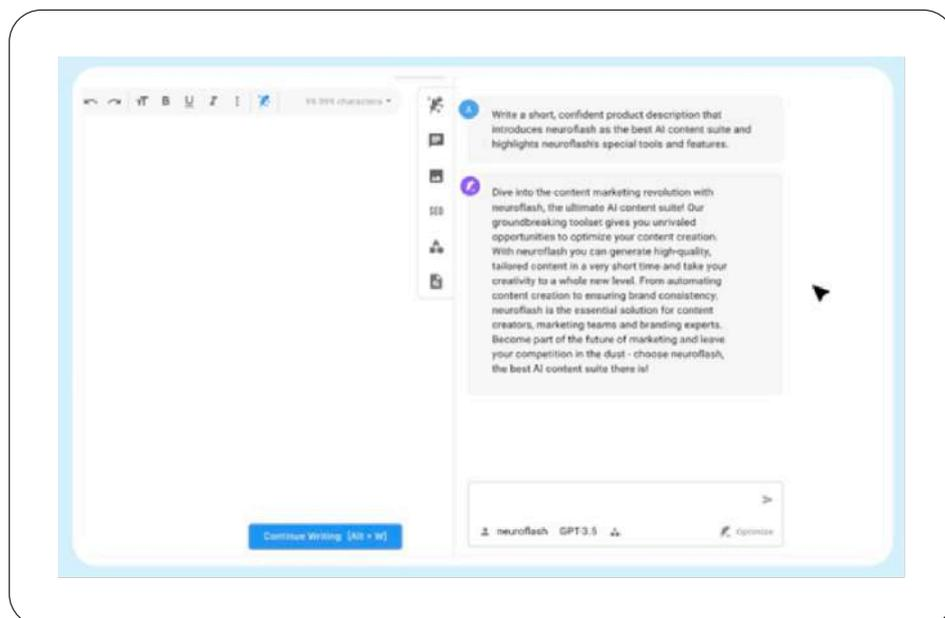 B U I
99.999 characters
SEO
A
Write a short, confident product description that
introduces neuroflash as the best AI content suite and
highlights neuroflash's special tools and features.
Dive into the content marketing revolution with
neuroflash, the ultimate AI content suite! Our
groundbreaking toolset gives you unrivaled
opportunities to optimize your content creation.
With neuroflash you can generate high-quality,
tailored content in a very short time and take your
creativity to a whole new level. From automating
content creation to ensuring brand consistency,
neuroflash is the essential solution for content
creators, marketing teams and branding experts.
Become part of the future of marketing and leave
your competition in the dust - choose neuroflash,
the best AI content suite there is!
Continue Writing [Alt + W]
neuroflash GPT-3.5
Optimize